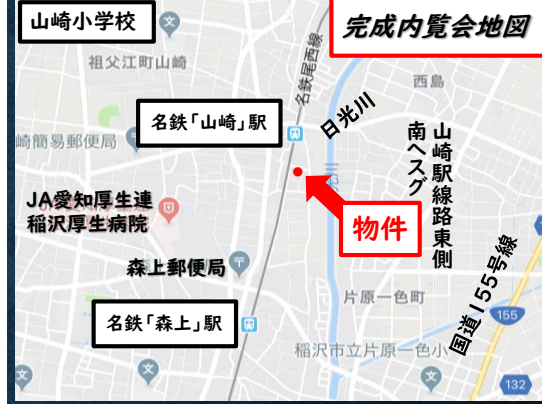 山崎小学校
完成内覧会地図
祖父江町山崎
名鉄尾西線
西島
名鉄「山崎」駅
日光川
崎簡易郵便局
山崎駅線路東側
南へスグ
JA愛知厚生連
稲沢厚生病院
物件
森上郵便局
片原一色町
国道155号線
155
名鉄「森上」駅
稲沢市立片原一色小
132